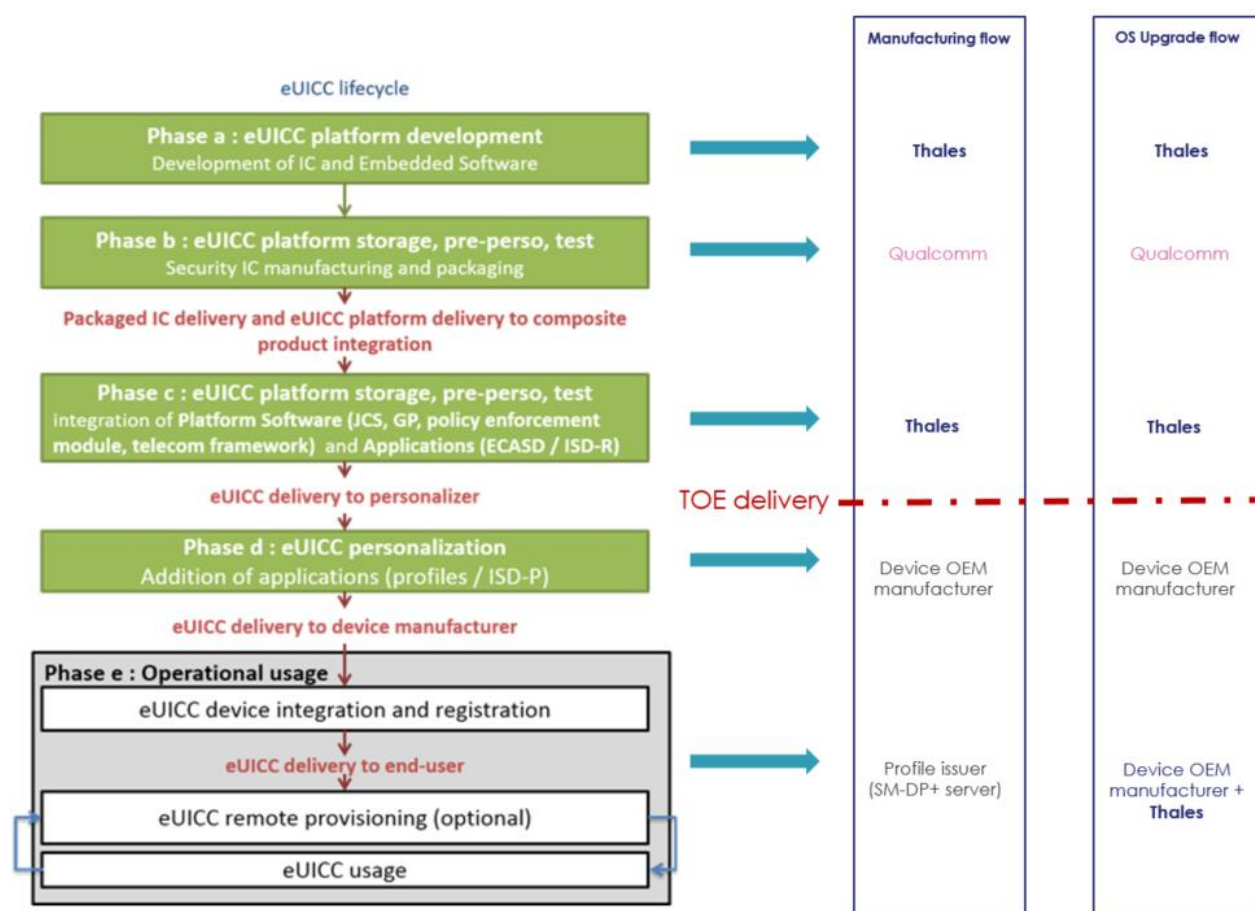 eUICC lifecycle
Phase a : eUICC platform development
Development of IC and Embedded Software
Phase b : eUICC platform storage, pre-perso, test
Security IC manufacturing and packaging
Packaged IC delivery and eUICC platform delivery to composite
product integration
Phase c : eUICC platform storage, pre-perso, test
integration of Platform Software (JCS, GP, policy enforcement
module, telecom framework) and Applications (ECASD / ISD-R)
eUICC delivery to personalizer
Phase d : eUICC personalization
Addition of applications (profiles / ISD-P)
eUICC delivery to device manufacturer
Phase e : Operational usage
eUICC device integration and registration
eUICC delivery to end-user
eUICC remote provisioning (optional)
eUICC usage
TOE delivery
Manufacturing flow
Thales
Qualcomm
Thales
Device OEM
manufacturer
Profile issuer
(SM-DP+ server)
OS Upgrade flow
Thales
Qualcomm
Thales
Device OEM
manufacturer
Device OEM
manufacturer +
Thales